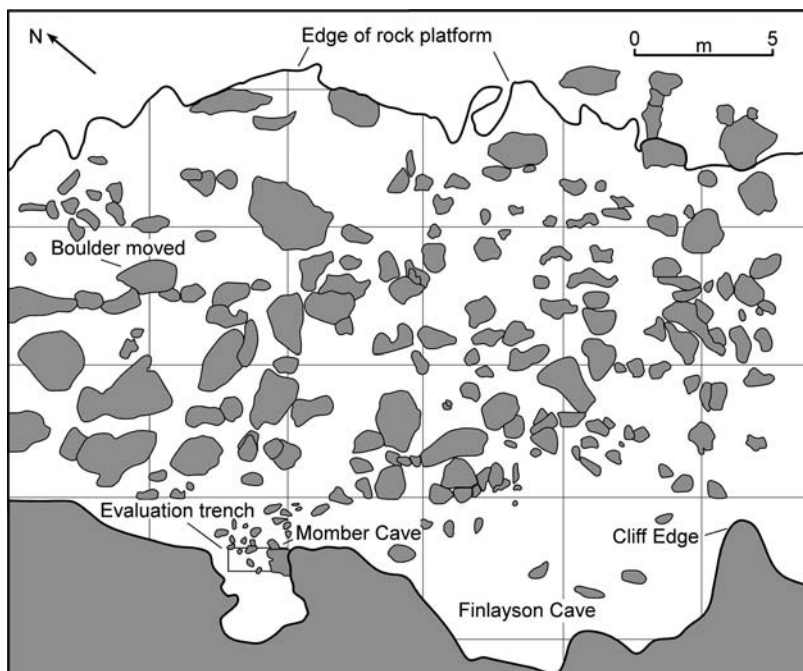 N
Edge of rock platform
0 5
m
Boulder moved
Evaluation trench
Momber Cave
Cliff Edge
Finlayson Cave